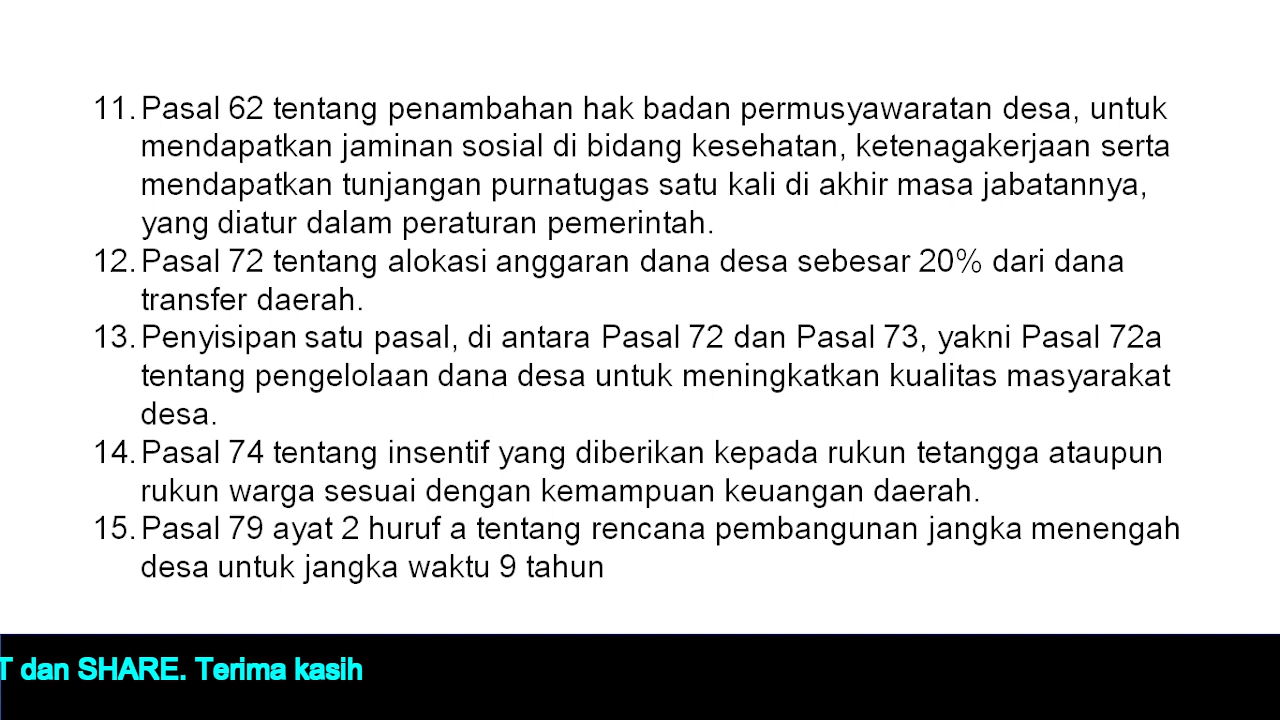 11. Pasal 62 tentang penambahan hak badan permusyawaratan desa, untuk
mendapatkan jaminan sosial di bidang kesehatan, ketenagakerjaan serta
mendapatkan tunjangan purnatugas satu kali di akhir masa jabatannya,
yang diatur dalam peraturan pemerintah.
12. Pasal 72 tentang alokasi anggaran dana desa sebesar 20% dari dana
transfer daerah.
13. Penyisipan satu pasal, di antara Pasal 72 dan Pasal 73, yakni Pasal 72a
tentang pengelolaan dana desa untuk meningkatkan kualitas masyarakat
desa.
14. Pasal 74 tentang insentif yang diberikan kepada rukun tetangga ataupun
rukun warga sesuai dengan kemampuan keuangan daerah.
15. Pasal 79 ayat 2 huruf a tentang rencana pembangunan jangka menengah
desa untuk jangka waktu 9 tahun
T dan SHARE. Terima kasih